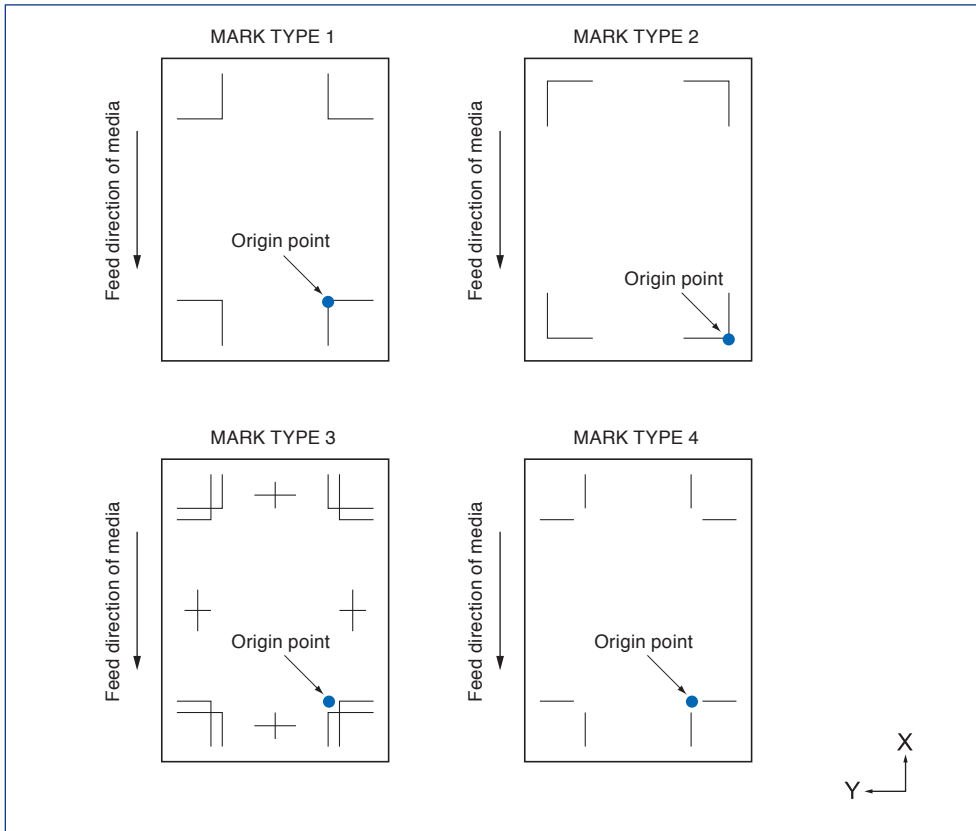 MARK TYPE 1
Feed direction of media
Origin point
MARK TYPE 2
Feed direction of media
Origin point
MARK TYPE 3
Feed direction of media
Origin point
MARK TYPE 4
Feed direction of media
Origin point
X
Y